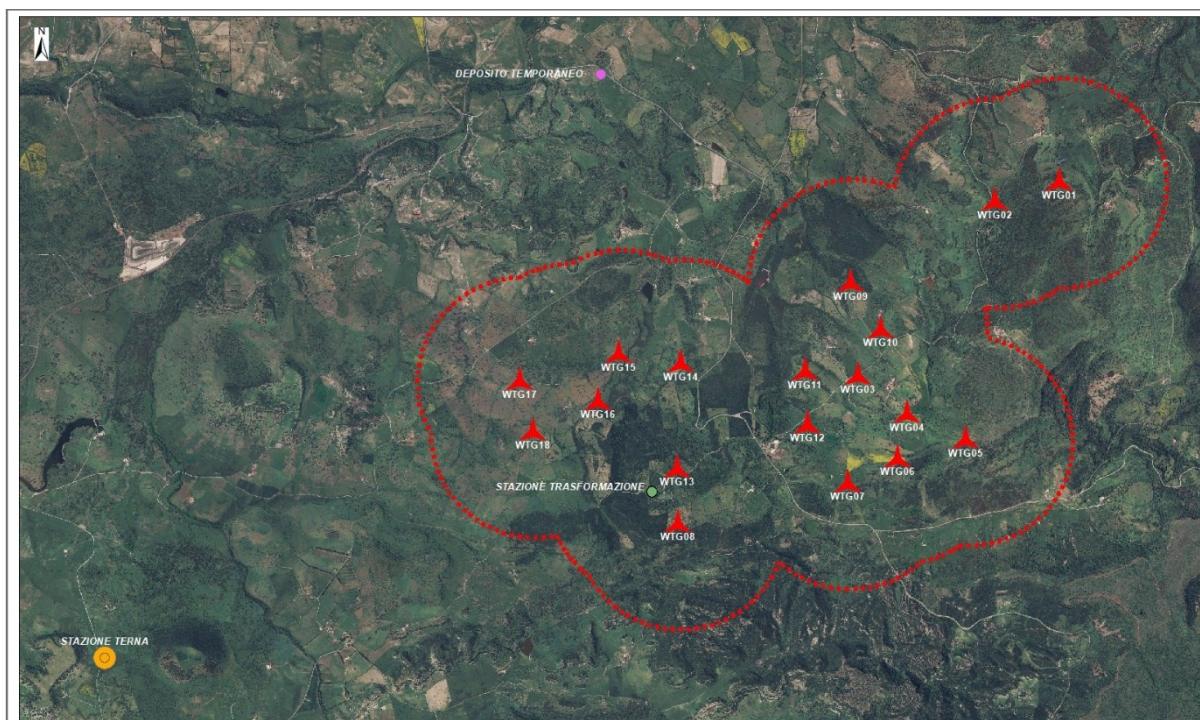 N
DEPOSITO TEMPORANEO
WTG01
WTG02
WTG09
WTG10
WTG15
WTG14
WTG11
WTG03
WTG17
WTG16
WTG04
WTG12
WTG18
WTG05
WTG06
WTG13
STAZIONE TRASFORMAZIONE
WTG07
WTG08
STAZIONE TERNA